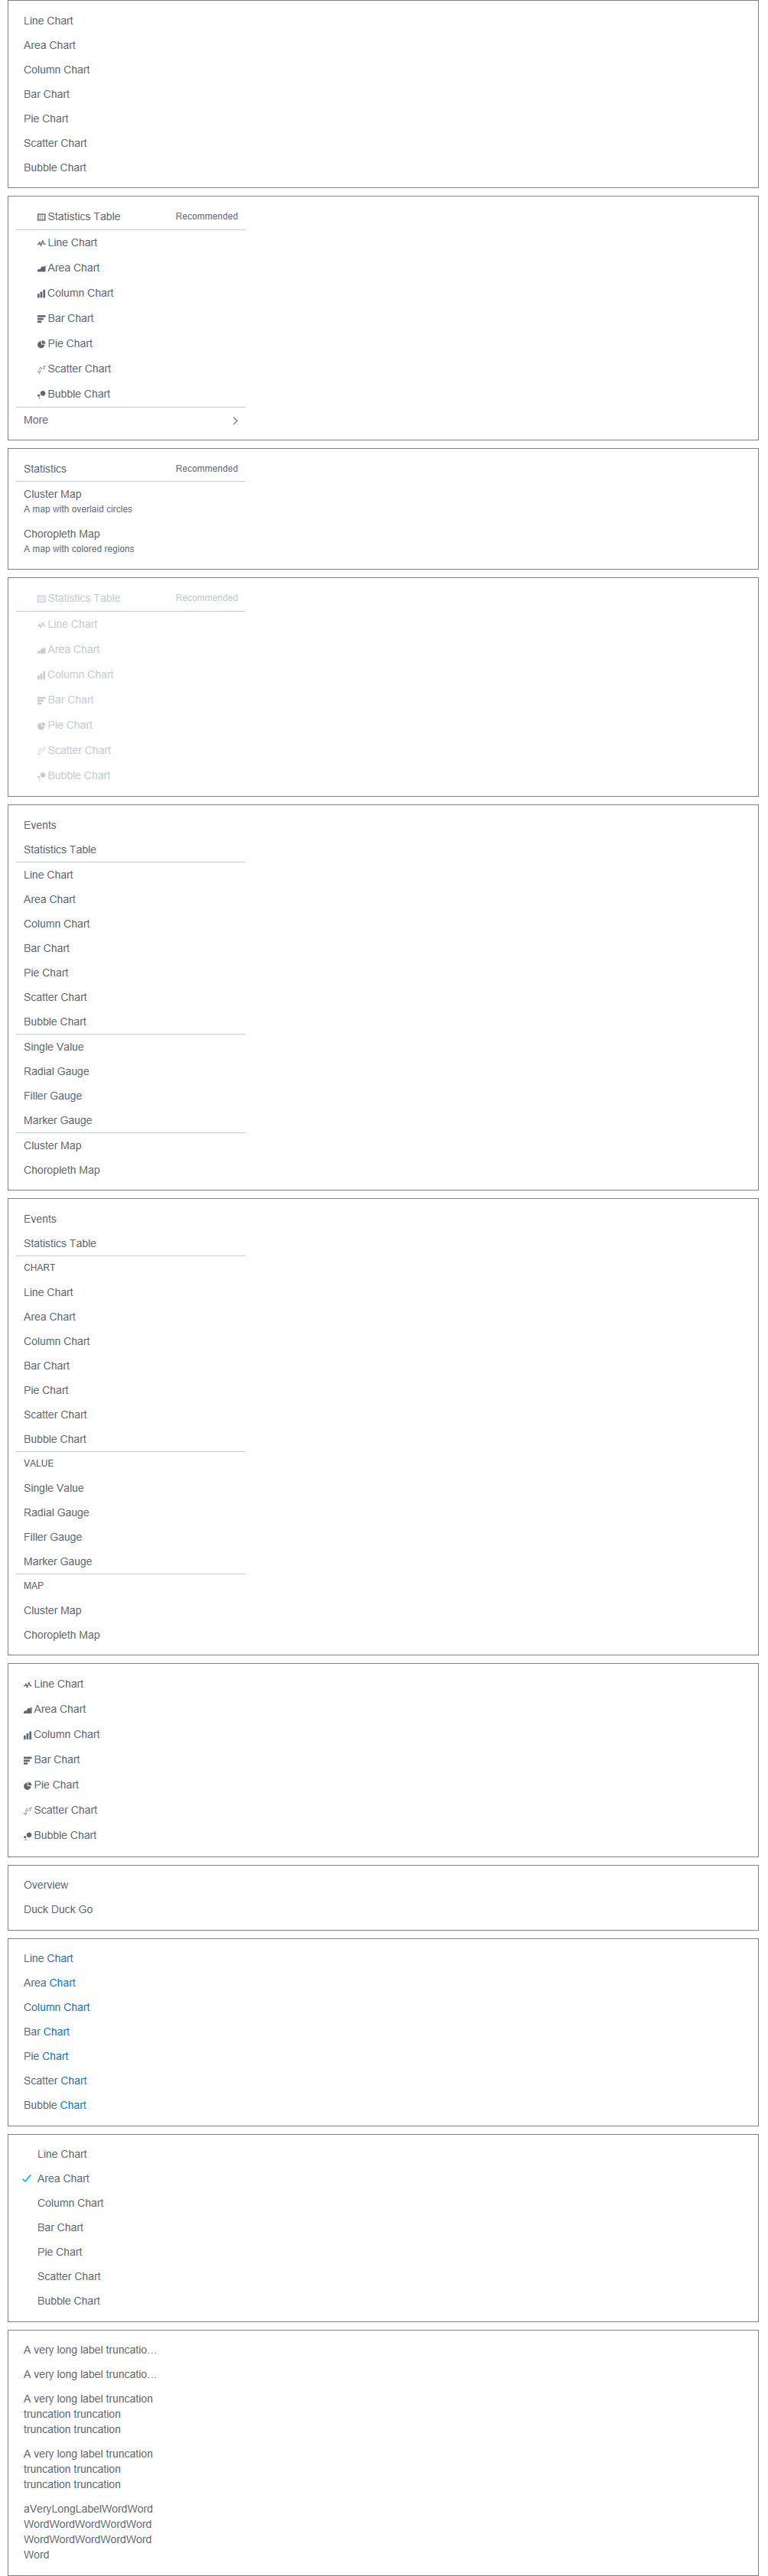 Line Chart
Area Chart
Column Chart
Bar Chart
Pie Chart
Scatter Chart
Bubble Chart
Statistics Table Recommended
Line Chart
Area Chart
Column Chart
Bar Chart
Pie Chart
Scatter Chart
Bubble Chart
More
Statistics Recommended
Cluster Map
A map with overlaid circles
Choropleth Map
A map with colored regions
Statistics Table Recommended
Line Chart
Area Chart
Column Chart
Bar Chart
Pie Chart
Scatter Chart
Bubble Chart
Events
Statistics Table
Line Chart
Area Chart
Column Chart
Bar Chart
Pie Chart
Scatter Chart
Bubble Chart
Single Value
Radial Gauge
Filler Gauge
Marker Gauge
Cluster Map
Choropleth Map
Events
Statistics Table
CHART
Line Chart
Area Chart
Column Chart
Bar Chart
Pie Chart
Scatter Chart
Bubble Chart
VALUE
Single Value
Radial Gauge
Filler Gauge
Marker Gauge
MAP
Cluster Map
Choropleth Map
Line Chart
Area Chart
Column Chart
Bar Chart
Pie Chart
Scatter Chart
Bubble Chart
Overview
Duck Duck Go
Line Chart
Area Chart
Column Chart
Bar Chart
Pie Chart
Scatter Chart
Bubble Chart
Line Chart
Area Chart
Column Chart
Bar Chart
Pie Chart
Scatter Chart
Bubble Chart
A very long label truncatio…
A very long label truncatio…
A very long label truncation
truncation truncation
truncation truncation
A very long label truncation
truncation truncation
truncation truncation
aVeryLongLabelWordWord
WordWordWordWordWord
WordWordWordWordWord
Word